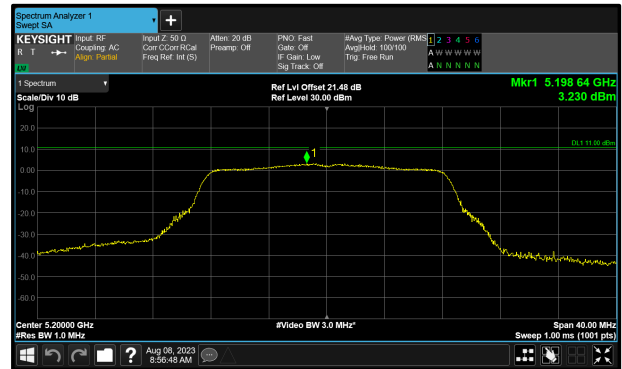 Spectrum Analyzer 1
Swept SA
KEYSIGHT Input: RF Input Z: 50 Ω Atten: 20 dB PNO: Fast #Avg Type: Power (RMS 1 2 3 4 5 6
R T Coupling: AC Corr CCorr RCal Preamp: Off Gate: Off Avg|Hold: 100/100 A W W W W W
Align: Partial Freq Ref: Int (S) IF Gain: Low Trig: Free Run
Sig Track: Off A N N N N N
LW
1 Spectrum Ref Lvl Offset 21.48 dB Mkr1 5.198 64 GHz
Scale/Div 10 dB Ref Level 30.00 dBm 3.230 dBm
Log
20.0
DL1 11.00 dBm
10.0
1
0.00
-10.0
-20.0
-30.0
-40.0
-50.0
-60.0
Center 5.20000 GHz #Video BW 3.0 MHz* Span 40.00 MHz
#Res BW 1.0 MHz Sweep 1.00 ms (1001 pts)
? Aug 08, 2023
8:56:48 AM